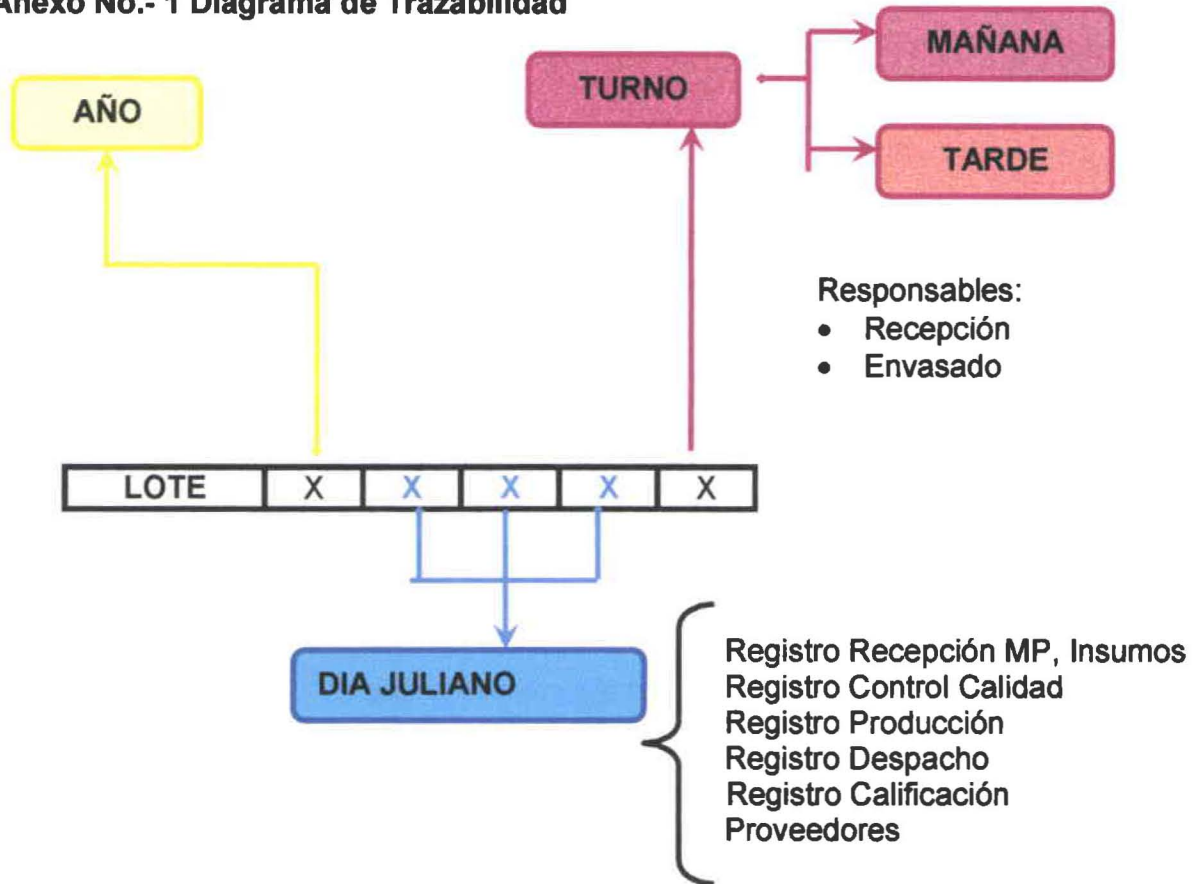 Anexo No.- 1 Diagrama de Trazabilidad
MAÑANA
TURNO
AÑO
TARDE
Responsables:
• Recepción
• Envasado
LOTE X X X X X
DIA JULIANO
Registro Recepción MP, Insumos
Registro Control Calidad
Registro Producción
Registro Despacho
Registro Calificación
Proveedores